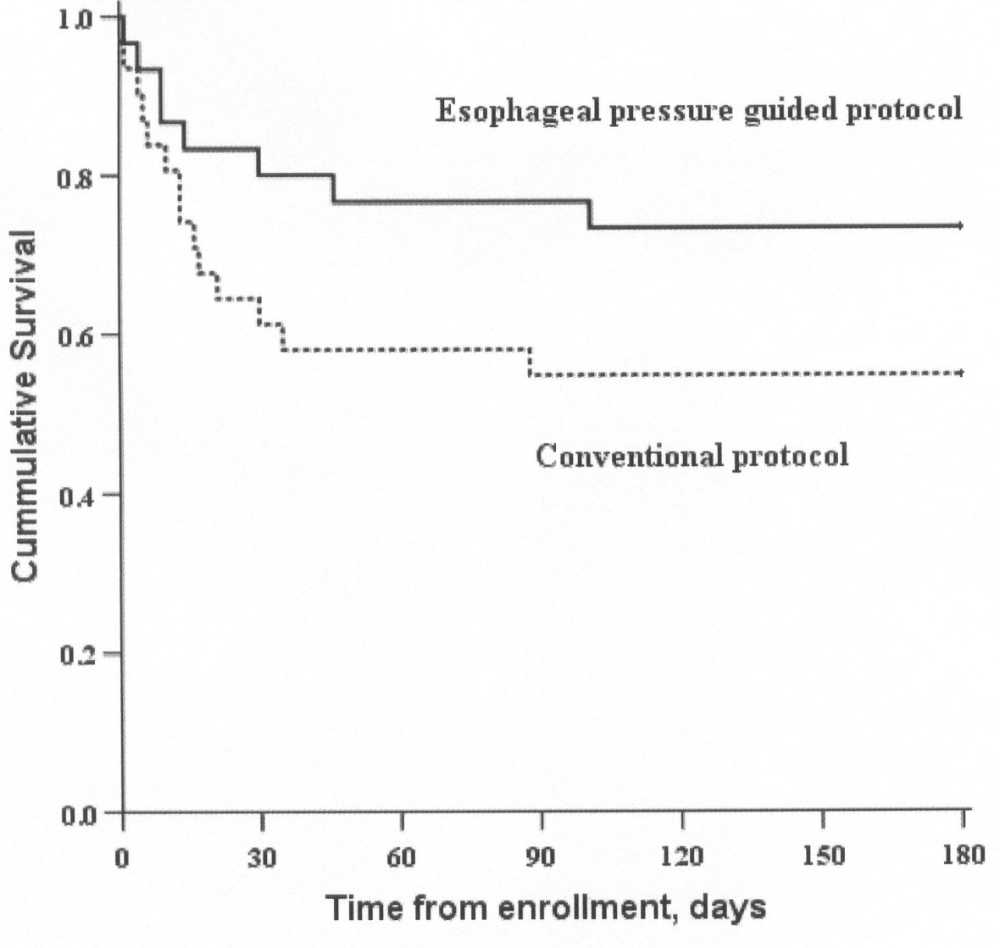 1.0
Esophageal pressure guided protocol
0.8
0.6
Conventional protocol
0.4
0.2
0.0
Cummulative Survival
0 30 60 90 120 150 180
Time from enrollment, days